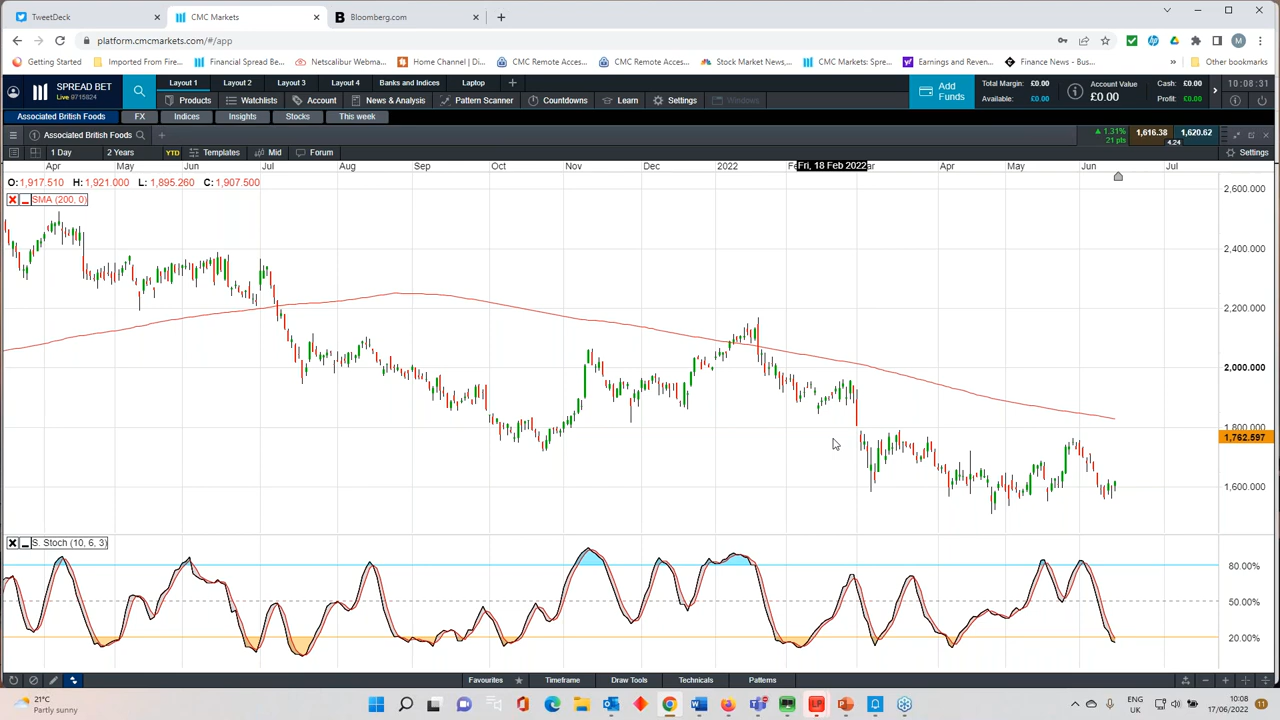 TweetDeck
CMC Markets
Bloomberg.com
platform.cmcmarkets.com/#/app
M
Getting Started
Imported From Fire...
Financial Spread Be...
Netscalibur Webma...
Home Channel | Di...
CMC Remote Acces...
CMC Remote Acces...
Stock Market News,...
CMC Markets: Spre...
Earnings and Reven...
Finance News - Bus...
»
Other bookmarks
SPREAD BET
Live 9715824
Layout 1
Layout 2
Layout 3
Layout 4
Banks and Indices
Laptop
Products
Watchlists
Account
News & Analysis
Pattern Scanner
Countdowns
Learn
Settings
Windows
Add Funds
Total Margin: £0.00
Available: £0.00
Account Value
£0.00
Cash: £0.00
Profit: £0.00
10:08:31
Associated British Foods
FX
Indices
Insights
Stocks
This week
Associated British Foods
1.31%
21 pts
1,616.38
1,620.62
4.24
1 Day
2 Years
YTD
Templates
Mid
Forum
Settings
Apr
May
Jun
Jul
Aug
Sep
Oct
Nov
Dec
2022
Fri, 18 Feb 2022
Apr
May
Jun
Jul
O: 1,917.510 H: 1,921.000 L: 1,895.260 C: 1,907.500
SMA (200, 0)
2,600.000
2,400.000
2,200.000
2,000.000
1,800.000
1,762.597
1,600.000
S. Stoch (10, 6, 3)
80.00%
50.00%
20.00%
Favourites
Timeframe
Draw Tools
Technicals
Patterns
21°C
Partly sunny
ENG
UK
10:08
17/06/2022